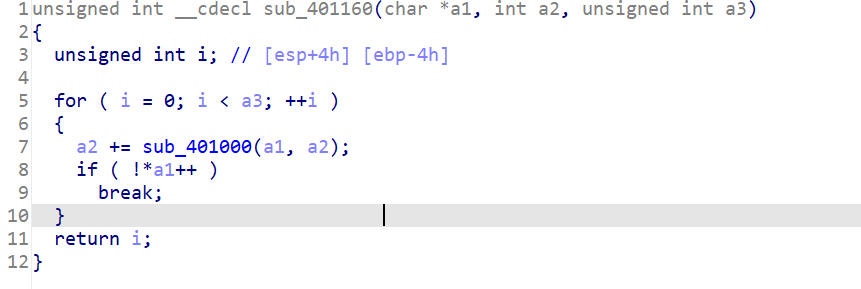 1 unsigned int __cdecl sub_401160(char *a1, int a2, unsigned int a3)
2 {
3   unsigned int i; // [esp+4h] [ebp-4h]
4
5   for ( i = 0; i < a3; ++i )
6   {
7     a2 += sub_401000(a1, a2);
8     if ( !*a1++ )
9       break;
10   }
11   return i;
12 }